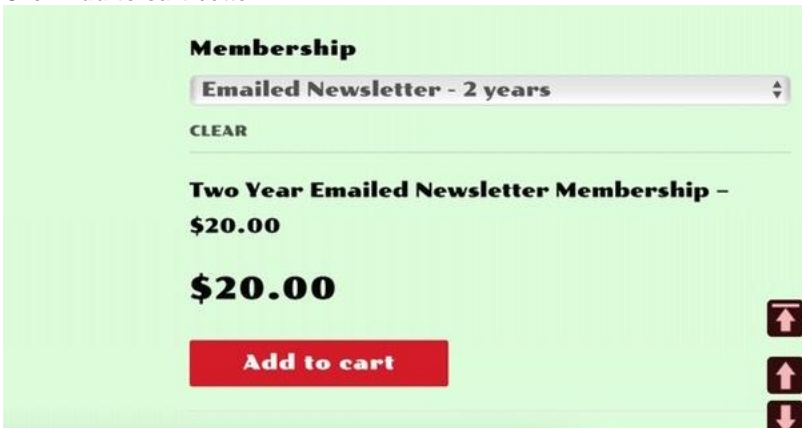 Membership
Emailed Newsletter - 2 years
CLEAR
Two Year Emailed Newsletter Membership –
$20.00
$20.00
Add to cart